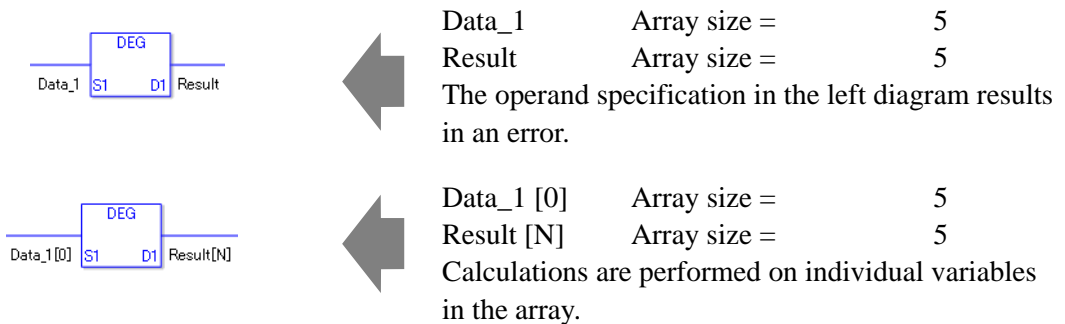 DEG
Data_1 S1 D1 Result
Data_1 Array size = 5
Result Array size = 5
The operand specification in the left diagram results
in an error.
DEG
Data_1[0] S1 D1 Result[N]
Data_1 [0] Array size = 5
Result [N] Array size = 5
Calculations are performed on individual variables
in the array.